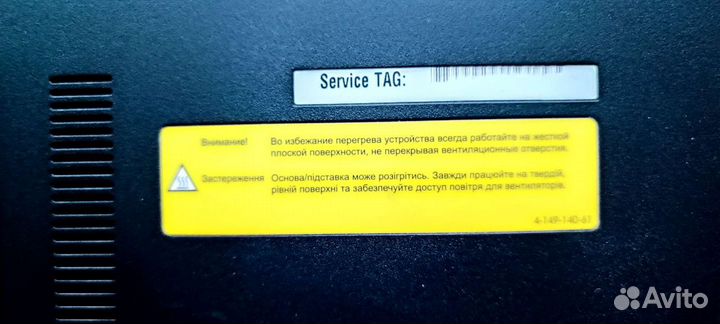 Service TAG:
Внимание! Во избежание перегрева устройства всегда работайте на жесткой
плоской поверхности, не перекрывая вентиляционные отверстия.
Застереження Основа/підставка може розігрітись. Завжди працюйте на твердій,
рівній поверхні та забезпечуйте доступ повітря для вентиляторів.
4-149-140-61
Avito